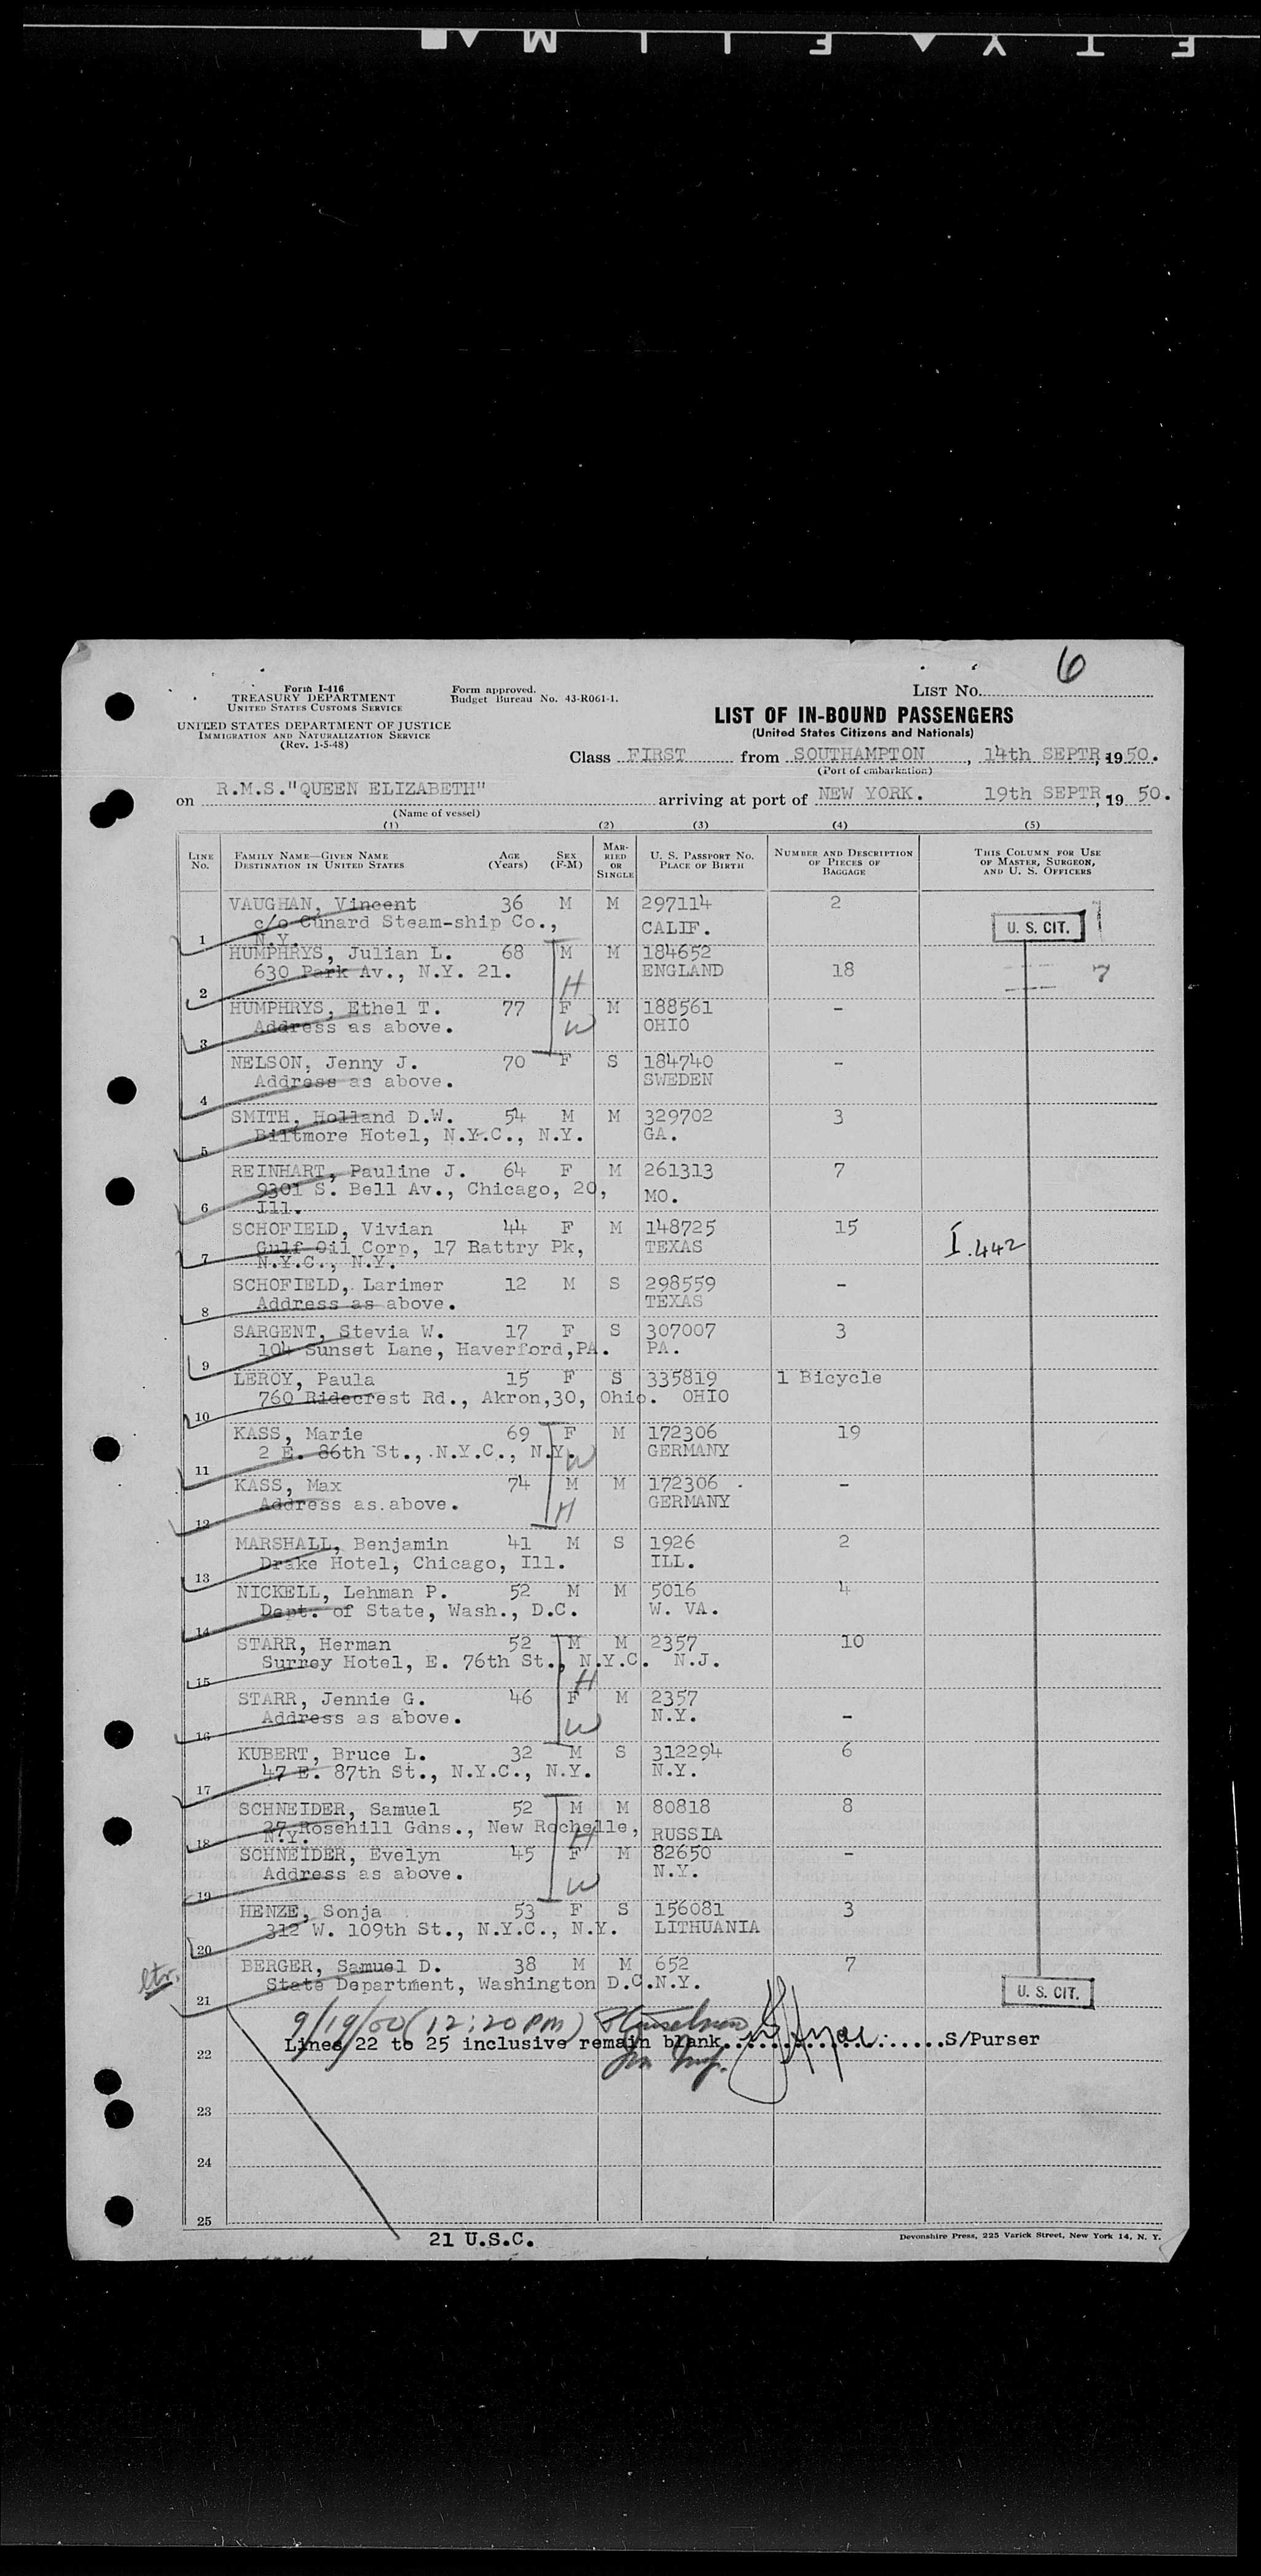 FAMILY TREE FILM
6
Form I-416
TREASURY DEPARTMENT
UNITED STATES CUSTOMS SERVICE
UNITED STATES DEPARTMENT OF JUSTICE
IMMIGRATION AND NATURALIZATION SERVICE
(Rev. 1-5-48)
Form approved.
Budget Bureau No. 43-R061-1.
LIST No.
LIST OF IN-BOUND PASSENGERS
(United States Citizens and Nationals)
Class FIRST from SOUTHAMPTON, 14th SEPTR, 1950.
(Port of embarkation)
on R.M.S."QUEEN ELIZABETH" arriving at port of NEW YORK. 19th SEPTR, 1950.
(Name of vessel)
(1) (2) (3) (4) (5)
LINE No. FAMILY NAME—GIVEN NAME DESTINATION IN UNITED STATES AGE (Years) SEX (F-M) MARRIED OR SINGLE U. S. PASSPORT No. PLACE OF BIRTH NUMBER AND DESCRIPTION OF PIECES OF BAGGAGE THIS COLUMN FOR USE OF MASTER, SURGEON, AND U. S. OFFICERS
VAUGHAN, Vincent 36 M M 297114 2
c/o Cunard Steam-ship Co., CALIF. U. S. CIT.
1 N.Y.
HUMPHRYS, Julian L. 68 M M 184652
630 Park Av., N.Y. 21. ENGLAND 18 7
2 H
HUMPHRYS, Ethel T. 77 F M 188561 -
Address as above. W OHIO
3
NELSON, Jenny J. 70 F S 184740 -
Address as above. SWEDEN
4
SMITH, Holland D.W. 54 M M 329702 3
Biltmore Hotel, N.Y.C., N.Y. GA.
5
REINHART, Pauline J. 64 F M 261313 7
9301 S. Bell Av., Chicago, 20, MO.
6 Ill.
SCHOFIELD, Vivian 44 F M 148725 15
Gulf Oil Corp, 17 Rattry Pk, TEXAS I.442
7 N.Y.C., N.Y.
SCHOFIELD, Larimer 12 M S 298559 -
Address as above. TEXAS
8
SARGENT, Stevia W. 17 F S 307007 3
104 Sunset Lane, Haverford,PA. PA.
9
LEROY, Paula 15 F S 335819 1 Bicycle
760 Ridecrest Rd., Akron,30, Ohio. OHIO
10
KASS, Marie 69 F M 172306 19
2 E. 86th St., N.Y.C., N.Y. W GERMANY
11
KASS, Max 74 M M 172306 -
Address as above. H GERMANY
12
MARSHALL, Benjamin 41 M S 1926 2
Drake Hotel, Chicago, Ill. ILL.
13
NICKELL, Lehman P. 52 M M 5016 4
Dept. of State, Wash., D.C. W. VA.
14
STARR, Herman 52 M M 2357 10
Surrey Hotel, E. 76th St., N.Y.C. N.J.
15 H
STARR, Jennie G. 46 F M 2357
Address as above. W N.Y. -
16
KUBERT, Bruce L. 32 M S 312294 6
47 E. 87th St., N.Y.C., N.Y. N.Y.
17
SCHNEIDER, Samuel 52 M M 80818 8
27 Rosehill Gdns., New Rochelle, RUSSIA
18 N.Y. H
SCHNEIDER, Evelyn 45 F M 82650 -
Address as above. W N.Y.
19
HENZE, Sonja 53 F S 156081 3
312 W. 109th St., N.Y.C., N.Y. LITHUANIA
20
BERGER, Samuel D. 38 M M 652 7
State Department, Washington D.C. N.Y. U. S. CIT.
21
9/19/50 (12:20 PM)
Lines 22 to 25 inclusive remain blank....................S/Purser
22
23
24
25
21 U.S.C.
Devonshire Press, 225 Varick Street, New York 14, N. Y.